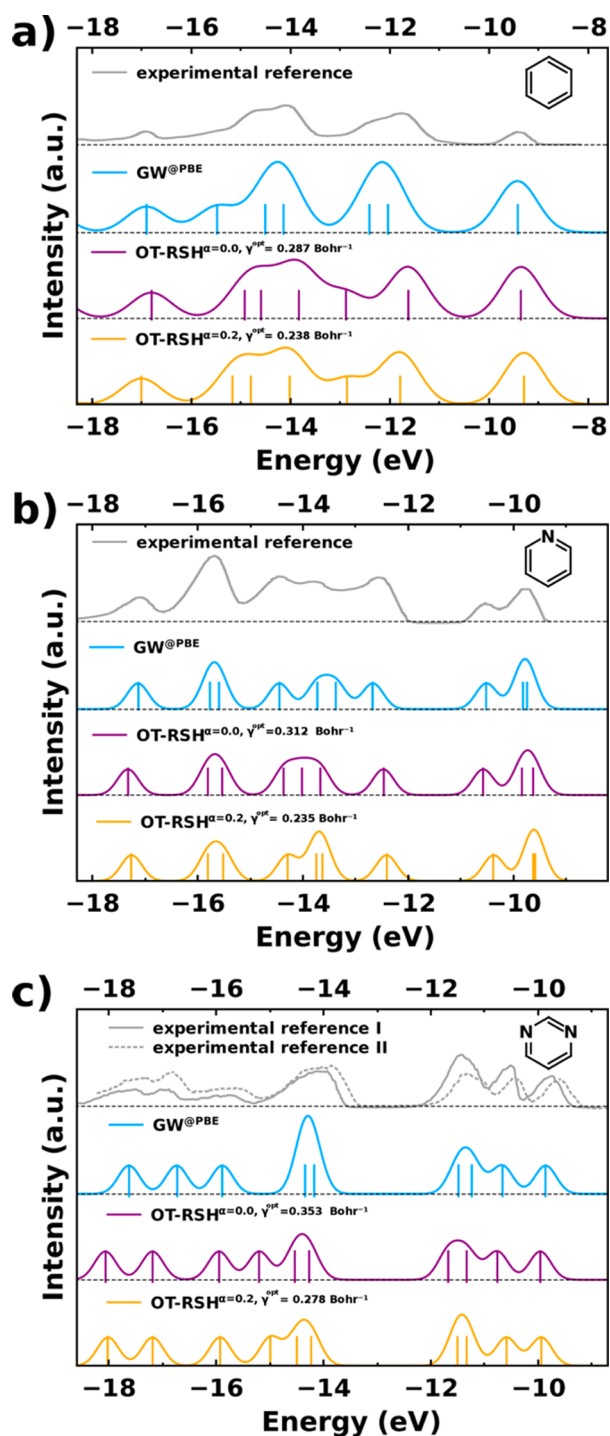 a)
−18 −16 −14 −12 −10 −8
experimental reference
GW@PBE
OT-RSHα=0.0, γopt= 0.287 Bohr⁻¹
OT-RSHα=0.2, γopt= 0.238 Bohr⁻¹
Intensity (a.u.)
−18 −16 −14 −12 −10 −8
Energy (eV)
b)
−18 −16 −14 −12 −10
experimental reference
N
GW@PBE
OT-RSHα=0.0, γopt=0.312 Bohr⁻¹
OT-RSHα=0.2, γopt= 0.235 Bohr⁻¹
Intensity (a.u.)
−18 −16 −14 −12 −10
Energy (eV)
c)
−18 −16 −14 −12 −10
experimental reference I
experimental reference II
N N
GW@PBE
OT-RSHα=0.0, γopt=0.353 Bohr⁻¹
OT-RSHα=0.2, γopt= 0.278 Bohr⁻¹
Intensity (a.u.)
−18 −16 −14 −12 −10
Energy (eV)